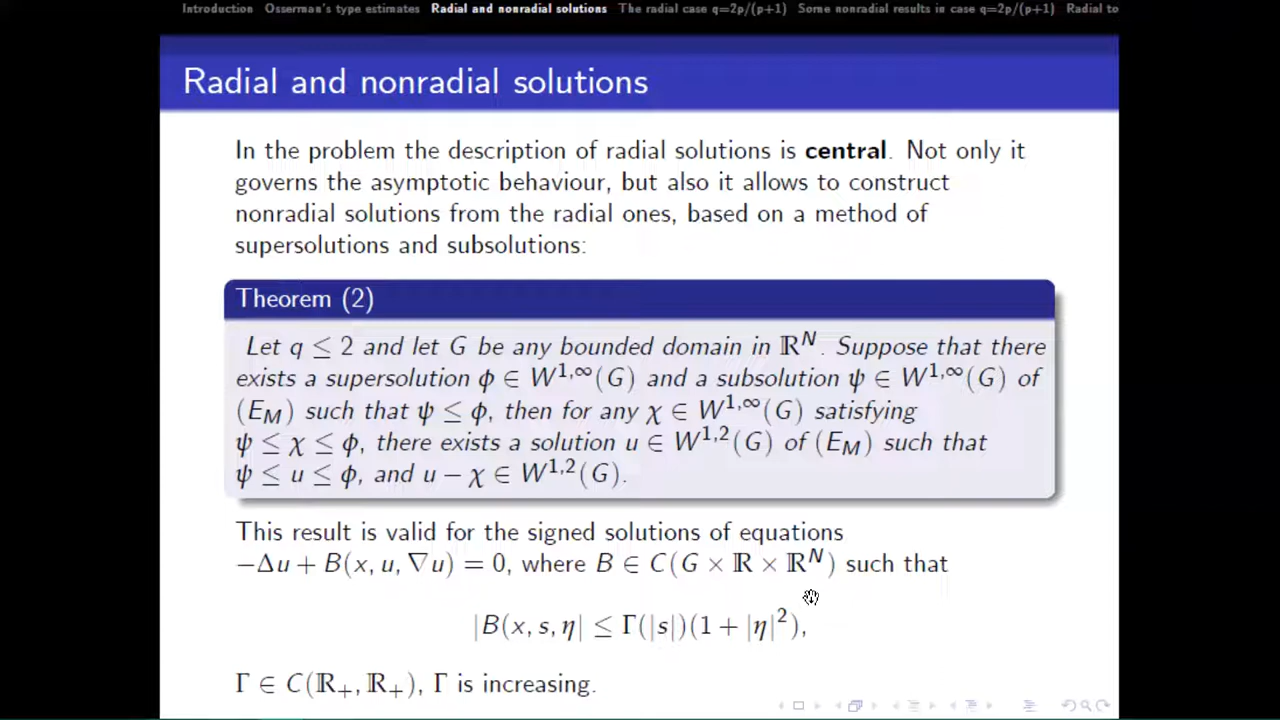 Introduction Osserman's type estimates Radial and nonradial solutions The radial case q=2p/(p+1) Some nonradial results in case q=2p/(p+1) Radial to
Radial and nonradial solutions
In the problem the description of radial solutions is central. Not only it
governs the asymptotic behaviour, but also it allows to construct
nonradial solutions from the radial ones, based on a method of
supersolutions and subsolutions:
Theorem (2)
Let q ≤ 2 and let G be any bounded domain in ℝ^N. Suppose that there
exists a supersolution ϕ ∈ W^{1,∞}(G) and a subsolution ψ ∈ W^{1,∞}(G) of
(E_M) such that ψ ≤ ϕ, then for any χ ∈ W^{1,∞}(G) satisfying
ψ ≤ χ ≤ ϕ, there exists a solution u ∈ W^{1,2}(G) of (E_M) such that
ψ ≤ u ≤ ϕ, and u − χ ∈ W^{1,2}(G).
This result is valid for the signed solutions of equations
−Δu + B(x, u, ∇u) = 0, where B ∈ C(G × ℝ × ℝ^N) such that
|B(x, s, η| ≤ Γ(|s|)(1 + |η|^2),
Γ ∈ C(ℝ_+, ℝ_+), Γ is increasing.